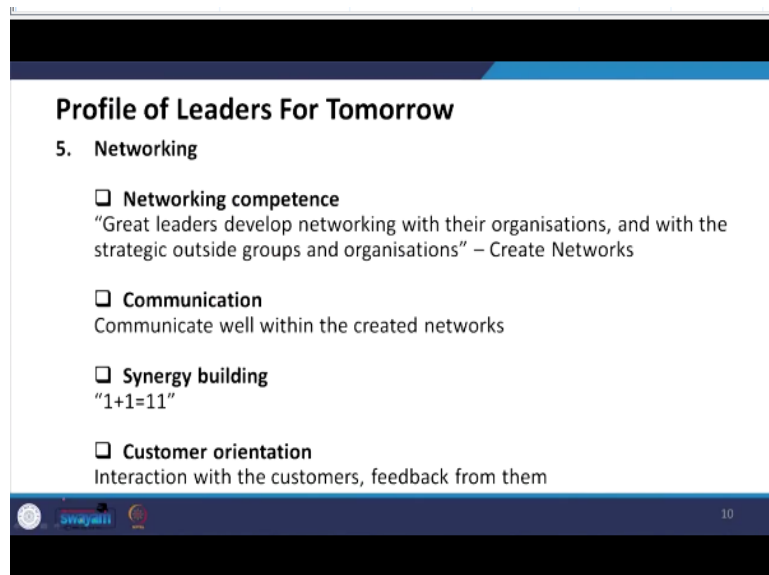 Profile of Leaders For Tomorrow
5. Networking
❑ Networking competence
“Great leaders develop networking with their organisations, and with the
strategic outside groups and organisations” – Create Networks
❑ Communication
Communicate well within the created networks
❑ Synergy building
“1+1=11”
❑ Customer orientation
Interaction with the customers, feedback from them
swayam
10